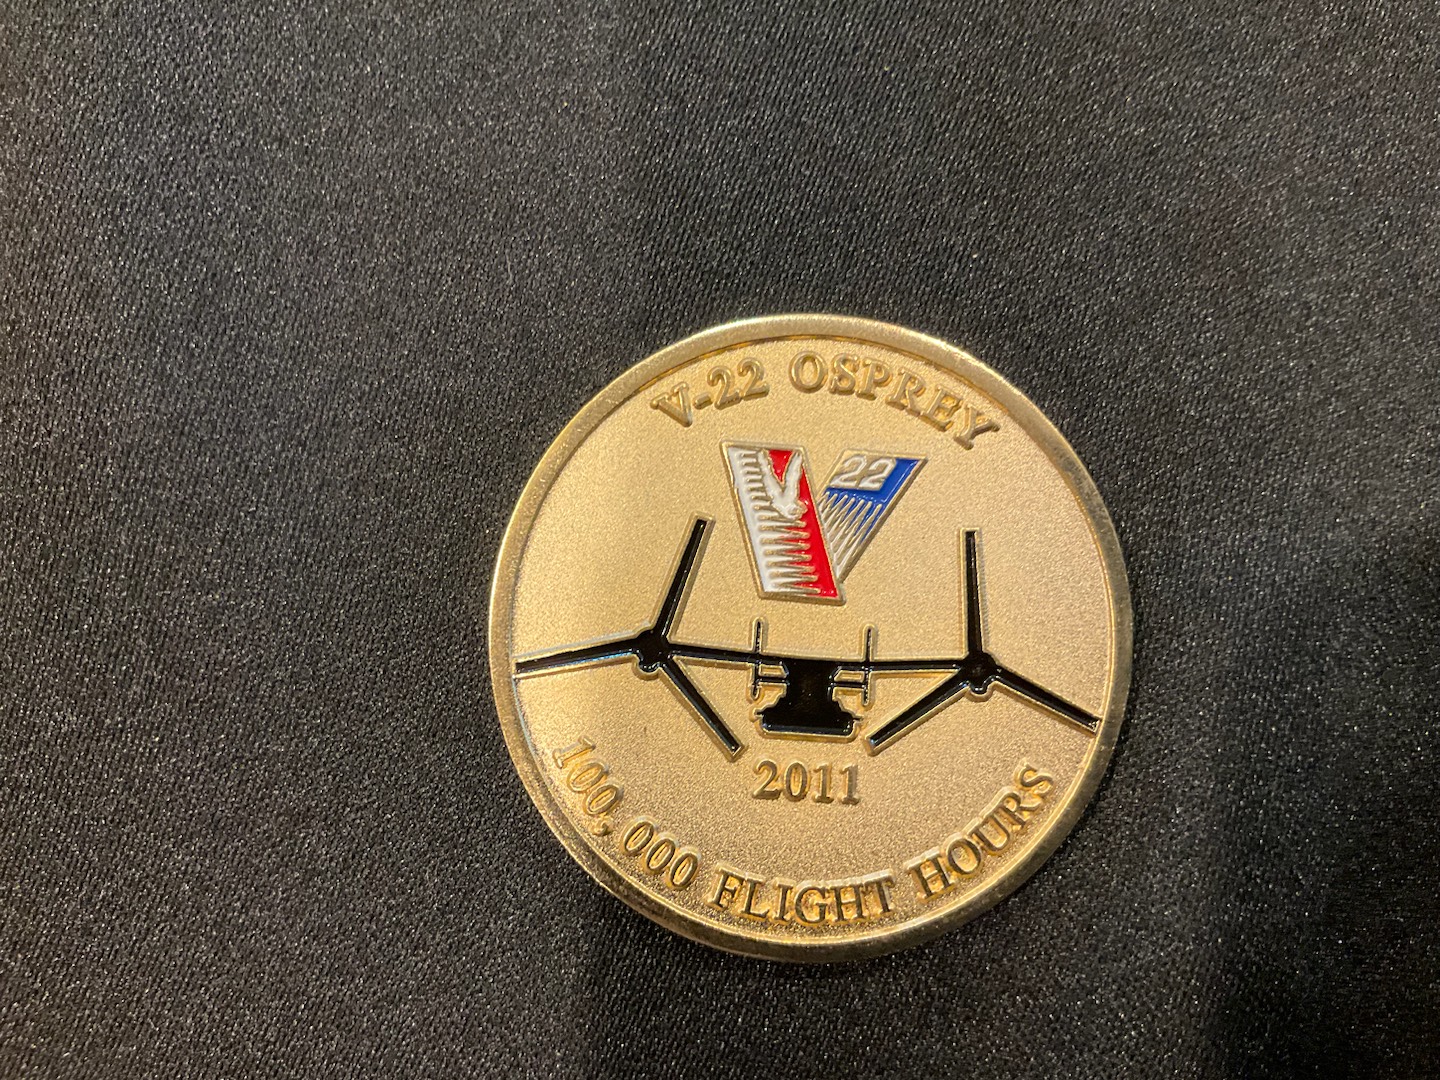 V-22 OSPREY
22
2011
100,000 FLIGHT HOURS